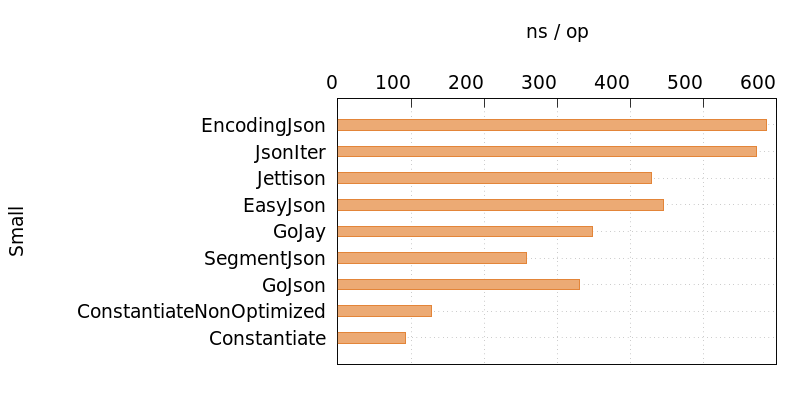 ns / op
0 100 200 300 400 500 600
EncodingJson
JsonIter
Jettison
EasyJson
GoJay
SegmentJson
GoJson
ConstantiateNonOptimized
Constantiate
Small